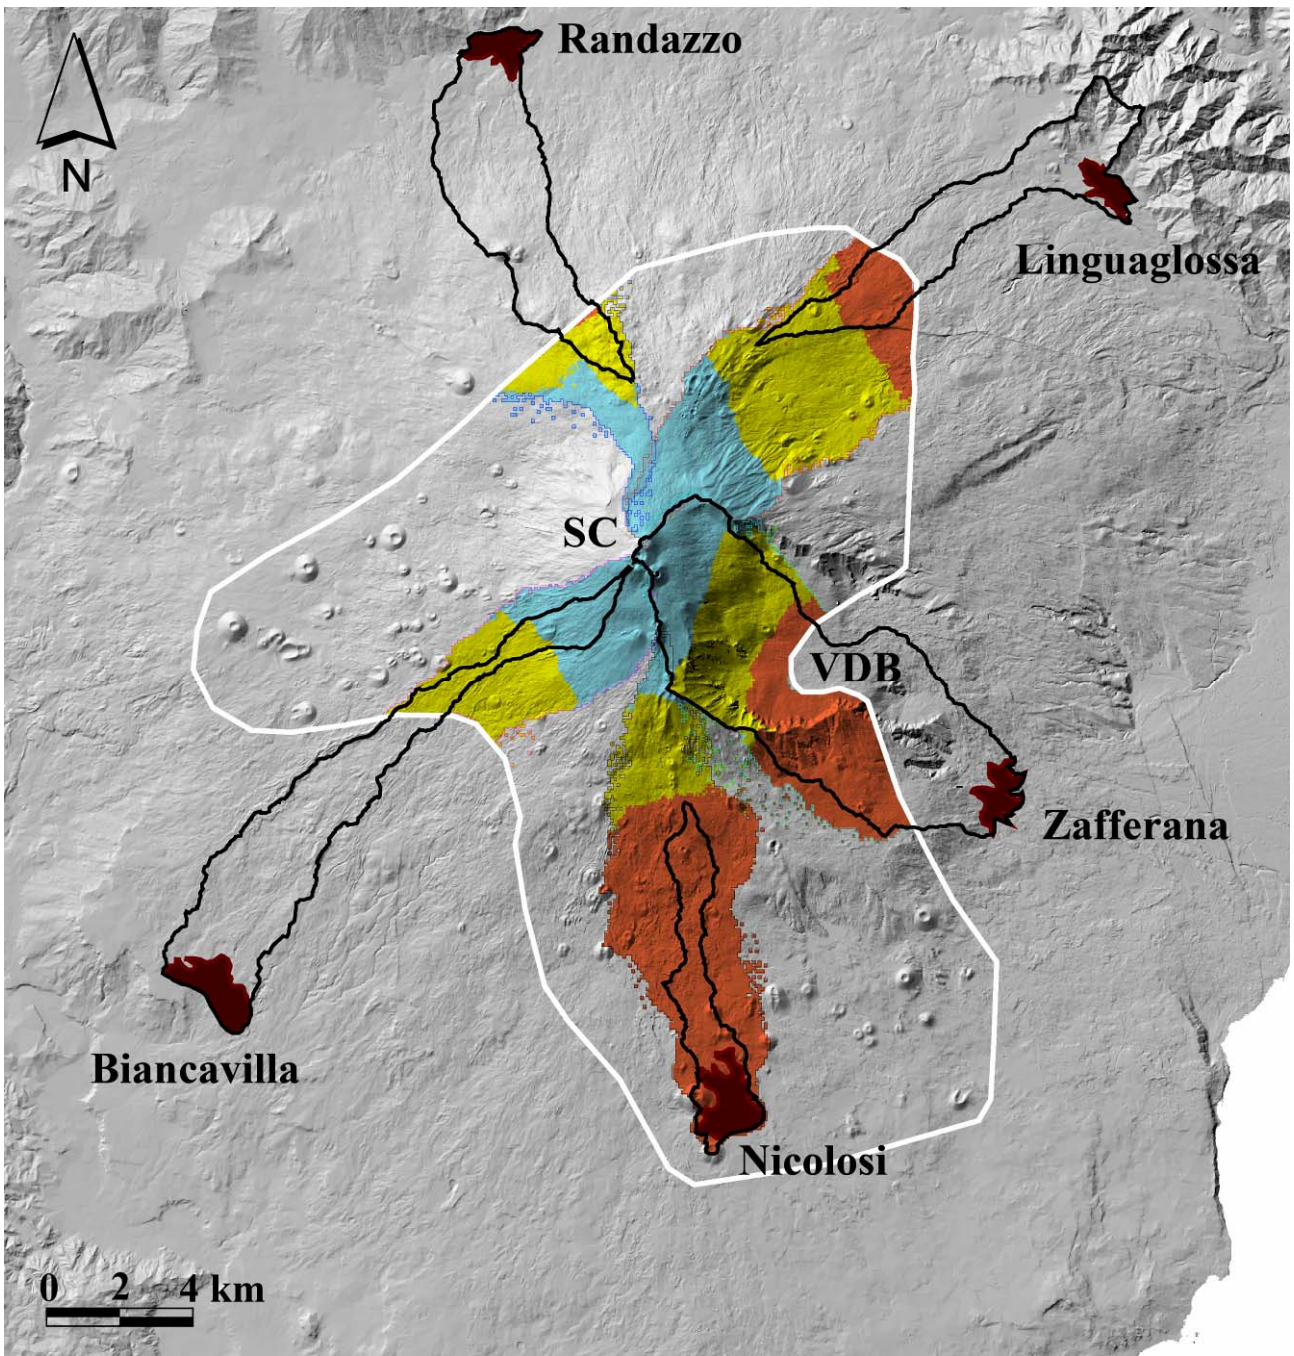 Randazzo
N
Linguaglossa
SC
VDB
Zafferana
Biancavilla
Nicolosi
0 2 4 km